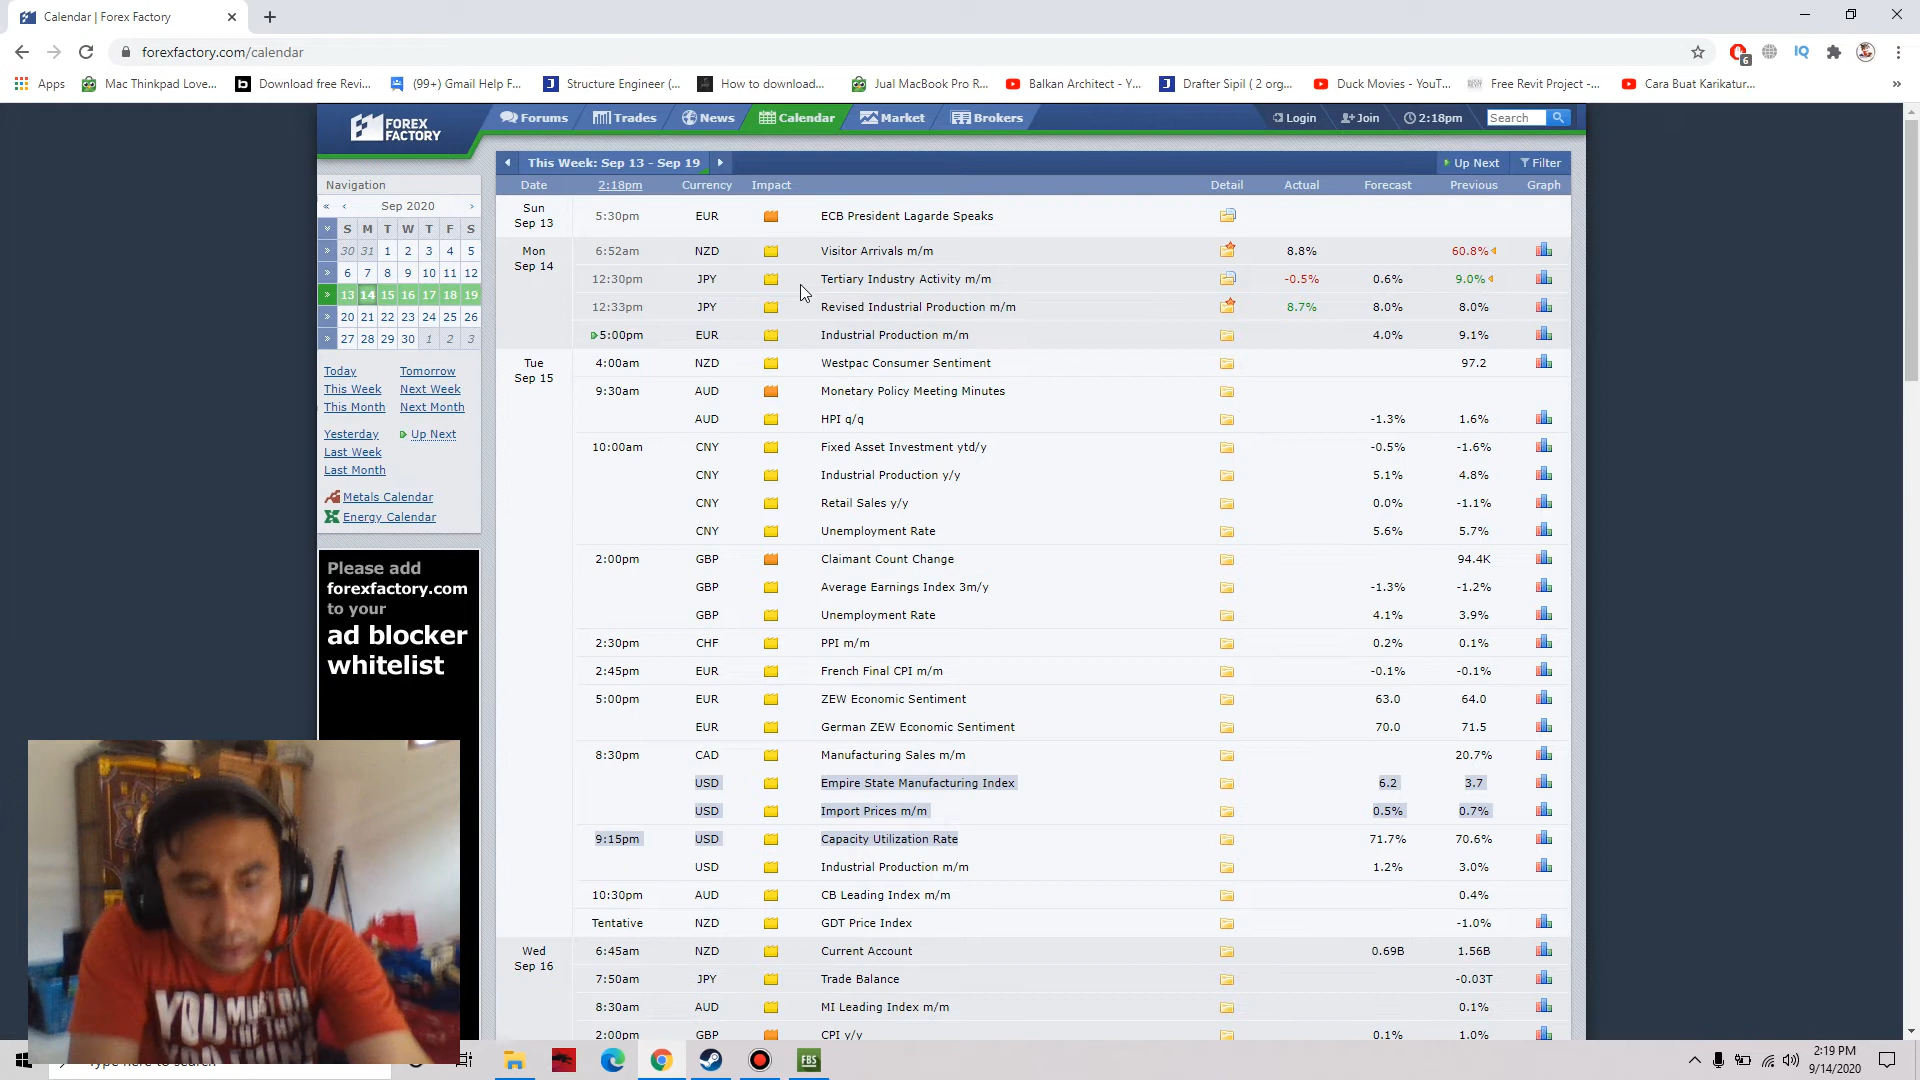 Calendar | Forex Factory
forexfactory.com/calendar
6
IQ
Apps
Mac Thinkpad Love...
Download free Revi...
(99+) Gmail Help F...
Structure Engineer (...
How to download...
Jual MacBook Pro R...
Balkan Architect - Y...
Drafter Sipil ( 2 org...
Duck Movies - YouT...
Free Revit Project -...
Cara Buat Karikatur...
FOREX FACTORY
Forums Trades News Calendar Market Brokers
Login Join 2:18pm Search
Navigation
« ‹ Sep 2020 ›
S M T W T F S
30 31 1 2 3 4 5
6 7 8 9 10 11 12
13 14 15 16 17 18 19
20 21 22 23 24 25 26
27 28 29 30 1 2 3
Today Tomorrow
This Week Next Week
This Month Next Month
Yesterday Up Next
Last Week
Last Month
Metals Calendar
Energy Calendar
Please add
forexfactory.com
to your
ad blocker
whitelist
This Week: Sep 13 - Sep 19 Up Next Filter
Date 2:18pm Currency Impact Detail Actual Forecast Previous Graph
Sun Sep 13 5:30pm EUR ECB President Lagarde Speaks
Mon Sep 14 6:52am NZD Visitor Arrivals m/m 8.8% 60.8%
12:30pm JPY Tertiary Industry Activity m/m -0.5% 0.6% 9.0%
12:33pm JPY Revised Industrial Production m/m 8.7% 8.0% 8.0%
5:00pm EUR Industrial Production m/m 4.0% 9.1%
Tue Sep 15 4:00am NZD Westpac Consumer Sentiment 97.2
9:30am AUD Monetary Policy Meeting Minutes
AUD HPI q/q -1.3% 1.6%
10:00am CNY Fixed Asset Investment ytd/y -0.5% -1.6%
CNY Industrial Production y/y 5.1% 4.8%
CNY Retail Sales y/y 0.0% -1.1%
CNY Unemployment Rate 5.6% 5.7%
2:00pm GBP Claimant Count Change 94.4K
GBP Average Earnings Index 3m/y -1.3% -1.2%
GBP Unemployment Rate 4.1% 3.9%
2:30pm CHF PPI m/m 0.2% 0.1%
2:45pm EUR French Final CPI m/m -0.1% -0.1%
5:00pm EUR ZEW Economic Sentiment 63.0 64.0
EUR German ZEW Economic Sentiment 70.0 71.5
8:30pm CAD Manufacturing Sales m/m 20.7%
USD Empire State Manufacturing Index 6.2 3.7
USD Import Prices m/m 0.5% 0.7%
9:15pm USD Capacity Utilization Rate 71.7% 70.6%
USD Industrial Production m/m 1.2% 3.0%
10:30pm AUD CB Leading Index m/m 0.4%
Tentative NZD GDT Price Index -1.0%
Wed Sep 16 6:45am NZD Current Account 0.69B 1.56B
7:50am JPY Trade Balance -0.03T
8:30am AUD MI Leading Index m/m 0.1%
2:00pm GBP CPI y/y 0.1% 1.0%
YOU MUST
FBS
2:19 PM
9/14/2020